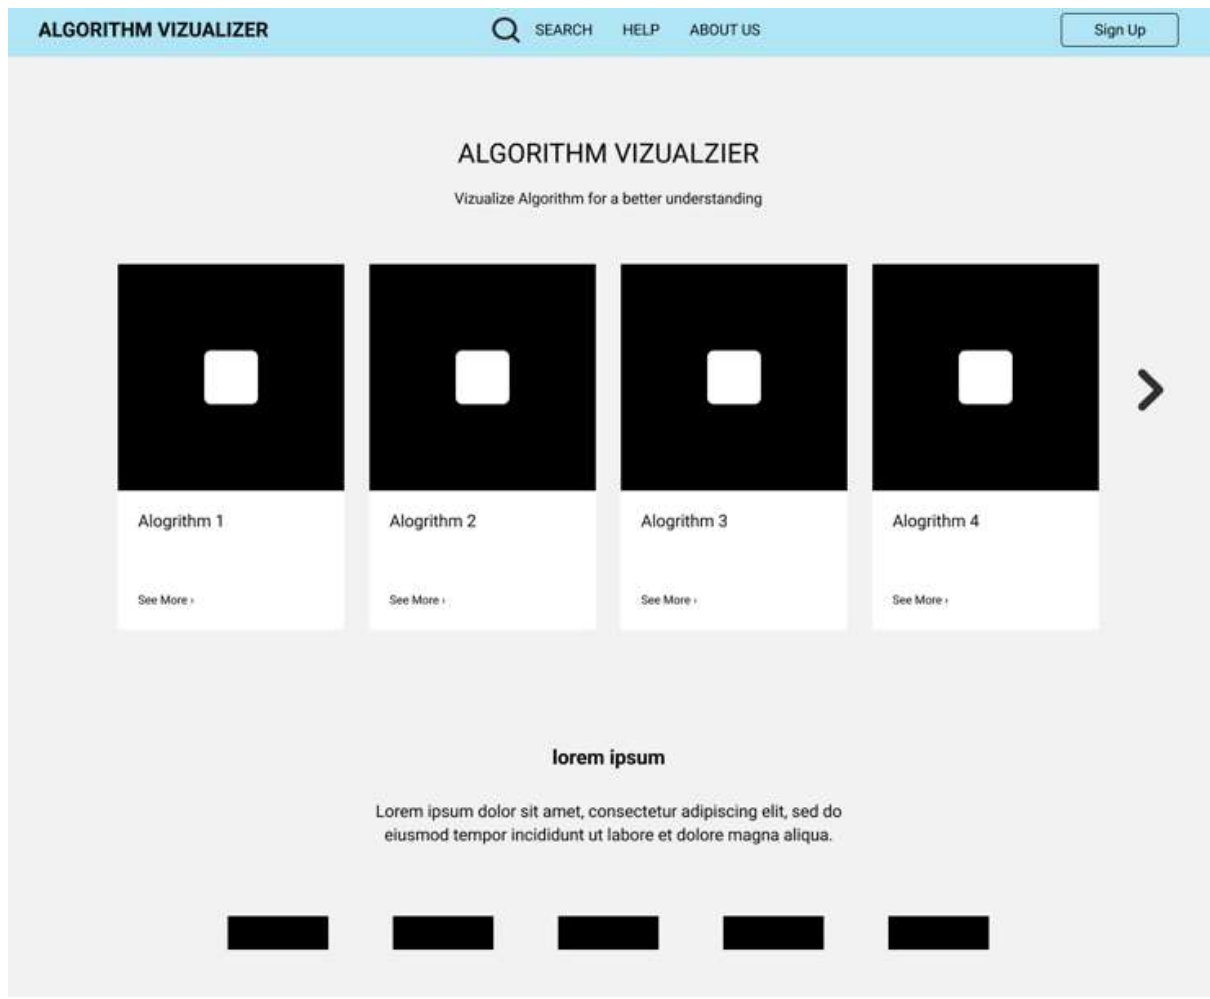 ALGORITHM VIZUALIZER
SEARCH HELP ABOUT US
Sign Up
ALGORITHM VIZUALZIER
Vizualize Algorithm for a better understanding
Alogrithm 1
See More ›
Alogrithm 2
See More ›
Alogrithm 3
See More ›
Alogrithm 4
See More ›
lorem ipsum
Lorem ipsum dolor sit amet, consectetur adipiscing elit, sed do
eiusmod tempor incididunt ut labore et dolore magna aliqua.